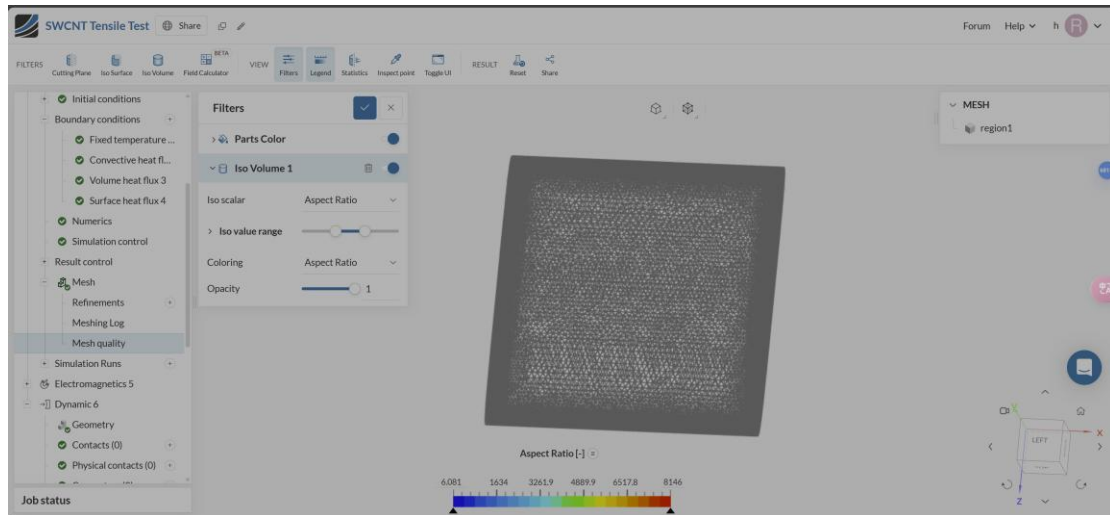 SWCNT Tensile Test Share
Forum Help h R
FILTERS Cutting Plane Iso Surface Iso Volume Field Calculator BETA VIEW Filters Legend Statistics Inspect point Toggle UI RESULT Reset Share
Initial conditions
Boundary conditions
Fixed temperature ...
Convective heat fl...
Volume heat flux 3
Surface heat flux 4
Numerics
Simulation control
Result control
Mesh
Refinements
Meshing Log
Mesh quality
Simulation Runs
Electromagnetics 5
Dynamic 6
Geometry
Contacts (0)
Physical contacts (0)
Job status
Filters
Parts Color
Iso Volume 1
Iso scalar Aspect Ratio
Iso value range
Coloring Aspect Ratio
Opacity 1
MESH
region1
Aspect Ratio [-]
6.081 1634 3261.9 4889.9 6517.8 8146
LEFT
X
Z